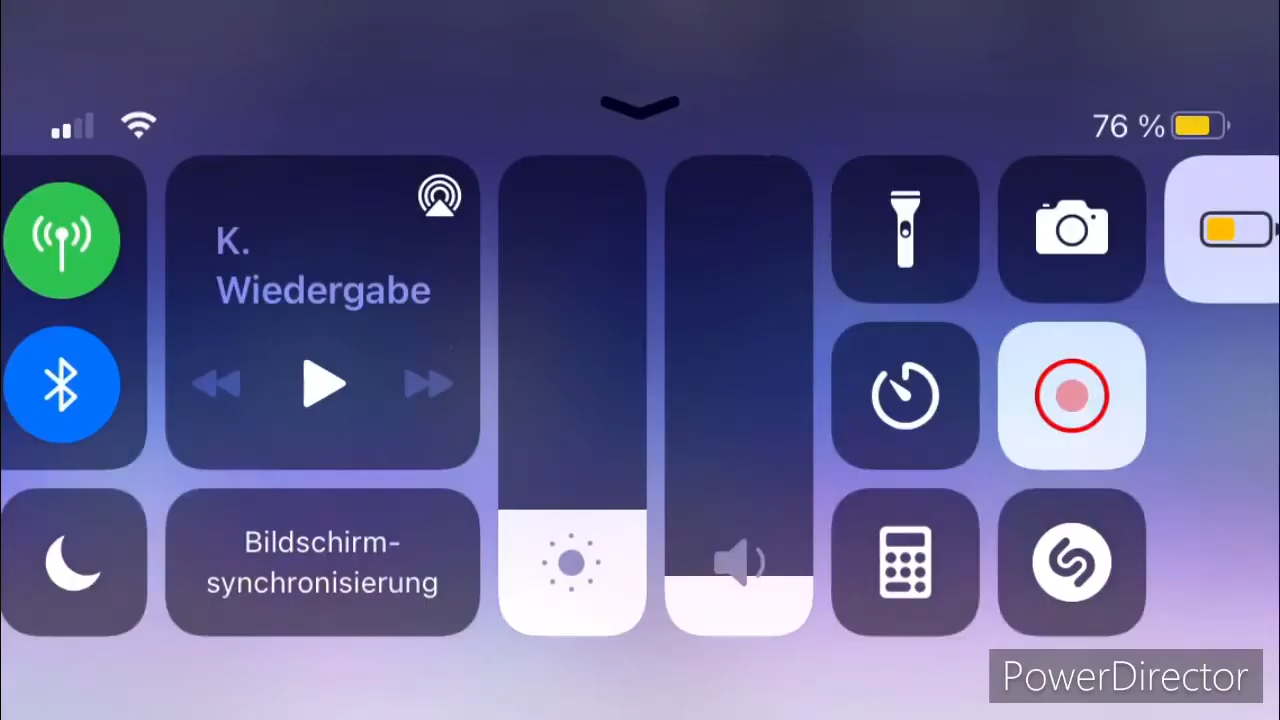 76 %
K.
Wiedergabe
Bildschirm-
synchronisierung
PowerDirector